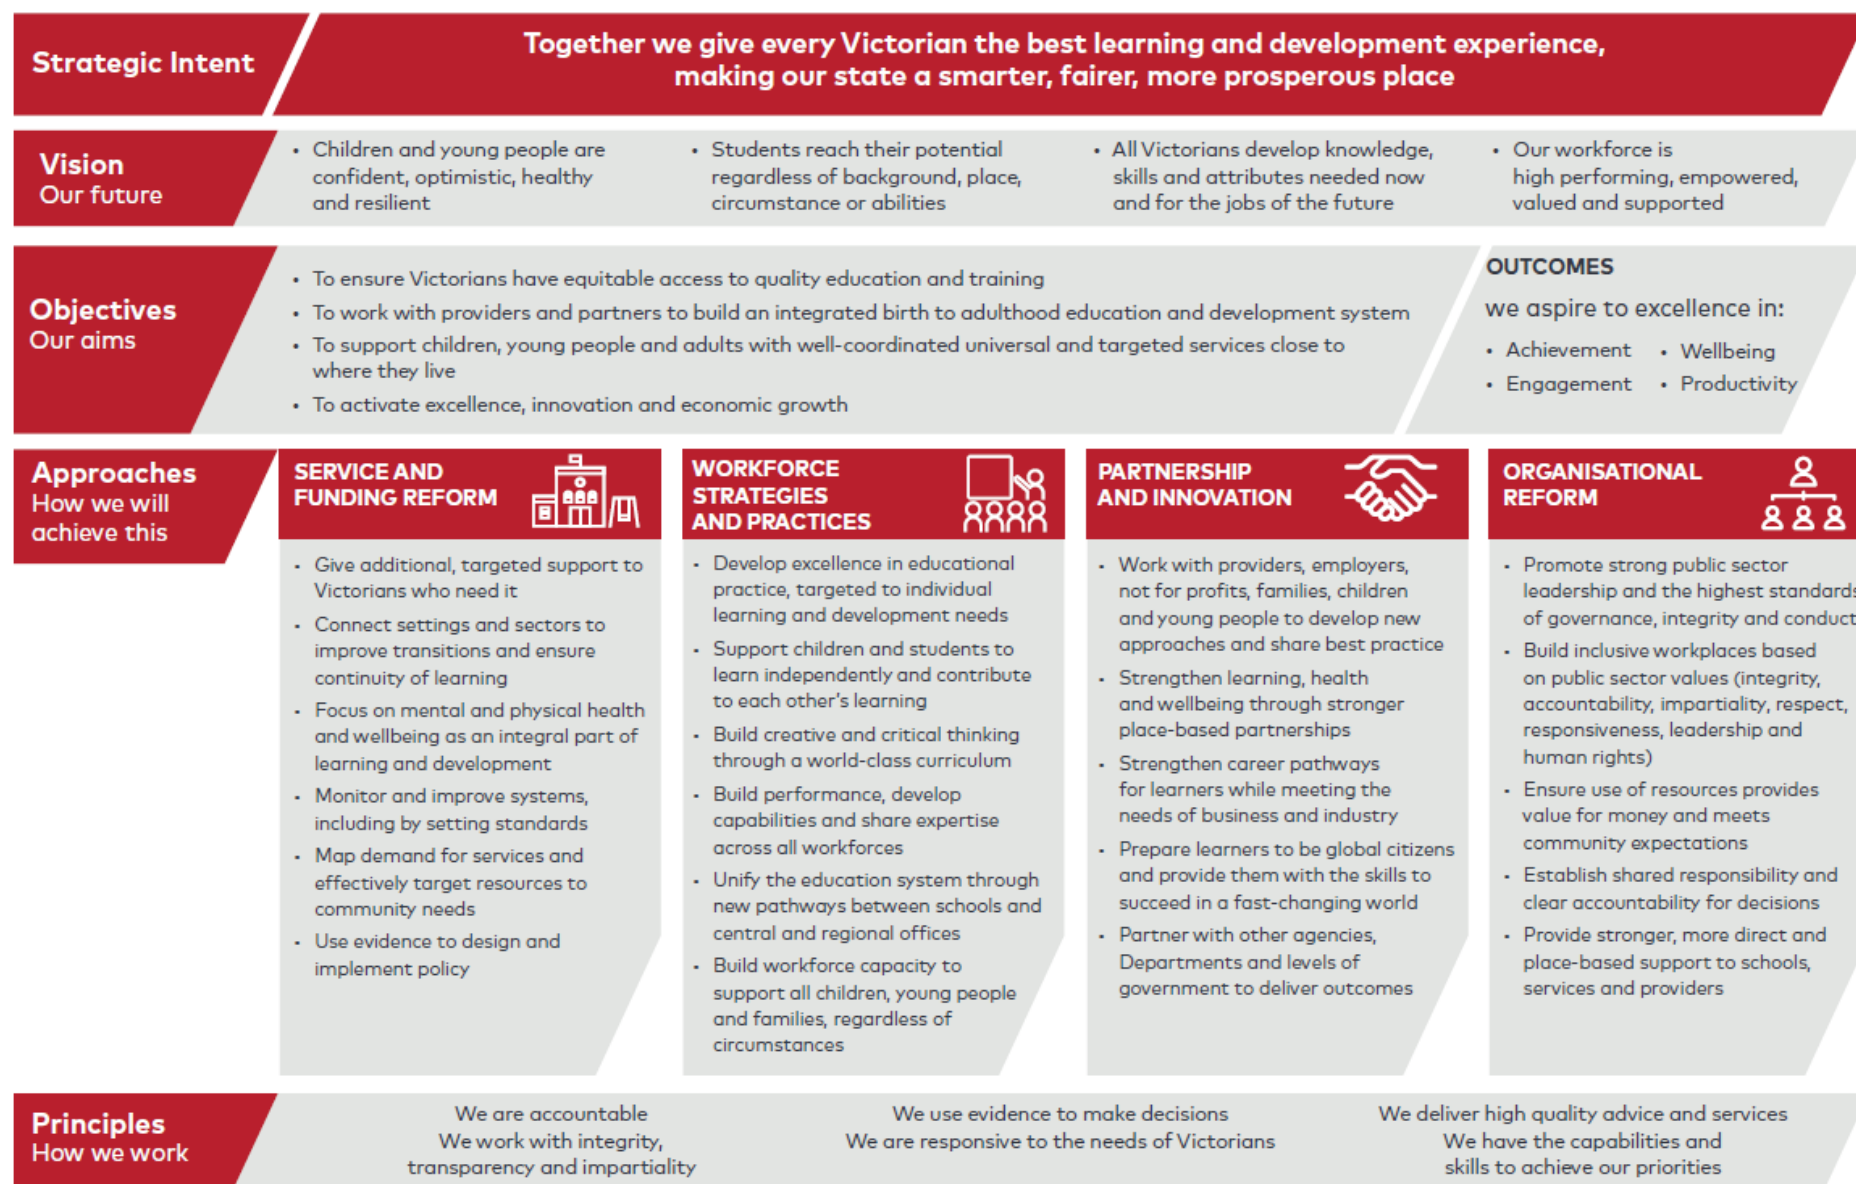 Strategic Intent
Together we give every Victorian the best learning and development experience,
making our state a smarter, fairer, more prosperous place
Vision
Our future
• Children and young people are
confident, optimistic, healthy
and resilient
• Students reach their potential
regardless of background, place,
circumstance or abilities
• All Victorians develop knowledge,
skills and attributes needed now
and for the jobs of the future
• Our workforce is
high performing, empowered,
valued and supported
Objectives
Our aims
• To ensure Victorians have equitable access to quality education and training
• To work with providers and partners to build an integrated birth to adulthood education and development system
• To support children, young people and adults with well-coordinated universal and targeted services close to
where they live
• To activate excellence, innovation and economic growth
OUTCOMES
we aspire to excellence in:
• Achievement • Wellbeing
• Engagement • Productivity
Approaches
How we will
achieve this
SERVICE AND
FUNDING REFORM
• Give additional, targeted support to
Victorians who need it
• Connect settings and sectors to
improve transitions and ensure
continuity of learning
• Focus on mental and physical health
and wellbeing as an integral part of
learning and development
• Monitor and improve systems,
including by setting standards
• Map demand for services and
effectively target resources to
community needs
• Use evidence to design and
implement policy
WORKFORCE
STRATEGIES
AND PRACTICES
• Develop excellence in educational
practice, targeted to individual
learning and development needs
• Support children and students to
learn independently and contribute
to each other's learning
• Build creative and critical thinking
through a world-class curriculum
• Build performance, develop
capabilities and share expertise
across all workforces
• Unify the education system through
new pathways between schools and
central and regional offices
• Build workforce capacity to
support all children, young people
and families, regardless of
circumstances
PARTNERSHIP
AND INNOVATION
• Work with providers, employers,
not for profits, families, children
and young people to develop new
approaches and share best practice
• Strengthen learning, health
and wellbeing through stronger
place-based partnerships
• Strengthen career pathways
for learners while meeting the
needs of business and industry
• Prepare learners to be global citizens
and provide them with the skills to
succeed in a fast-changing world
• Partner with other agencies,
Departments and levels of
government to deliver outcomes
ORGANISATIONAL
REFORM
• Promote strong public sector
leadership and the highest standards
of governance, integrity and conduct
• Build inclusive workplaces based
on public sector values (integrity,
accountability, impartiality, respect,
responsiveness, leadership and
human rights)
• Ensure use of resources provides
value for money and meets
community expectations
• Establish shared responsibility and
clear accountability for decisions
• Provide stronger, more direct and
place-based support to schools,
services and providers
Principles
How we work
We are accountable
We work with integrity,
transparency and impartiality
We use evidence to make decisions
We are responsive to the needs of Victorians
We deliver high quality advice and services
We have the capabilities and
skills to achieve our priorities